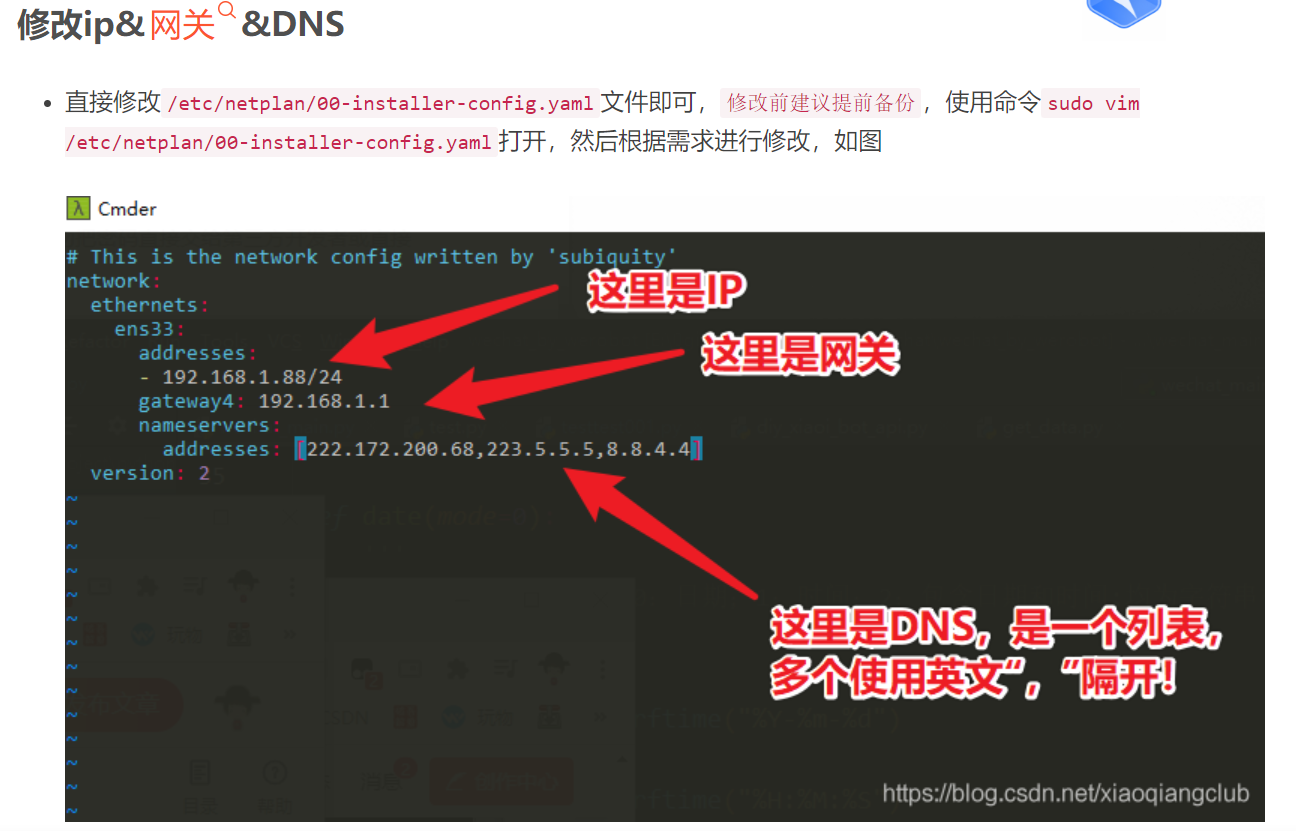 修改ip&网关&DNS
直接修改/etc/netplan/00-installer-config.yaml文件即可，修改前建议提前备份，使用命令sudo vim
/etc/netplan/00-installer-config.yaml打开，然后根据需求进行修改，如图
λ Cmder
# This is the network config written by 'subiquity'
network:
ethernets:
ens33:
addresses:
- 192.168.1.88/24
gateway4: 192.168.1.1
nameservers:
addresses: [222.172.200.68,223.5.5.5,8.8.4.4]
version: 2
~
~
~
~
~
~
~
~
~
~
~
~
~
~
这里是IP
这里是网关
这里是DNS，是一个列表，
多个使用英文“，”隔开！
https://blog.csdn.net/xiaoqiangclub